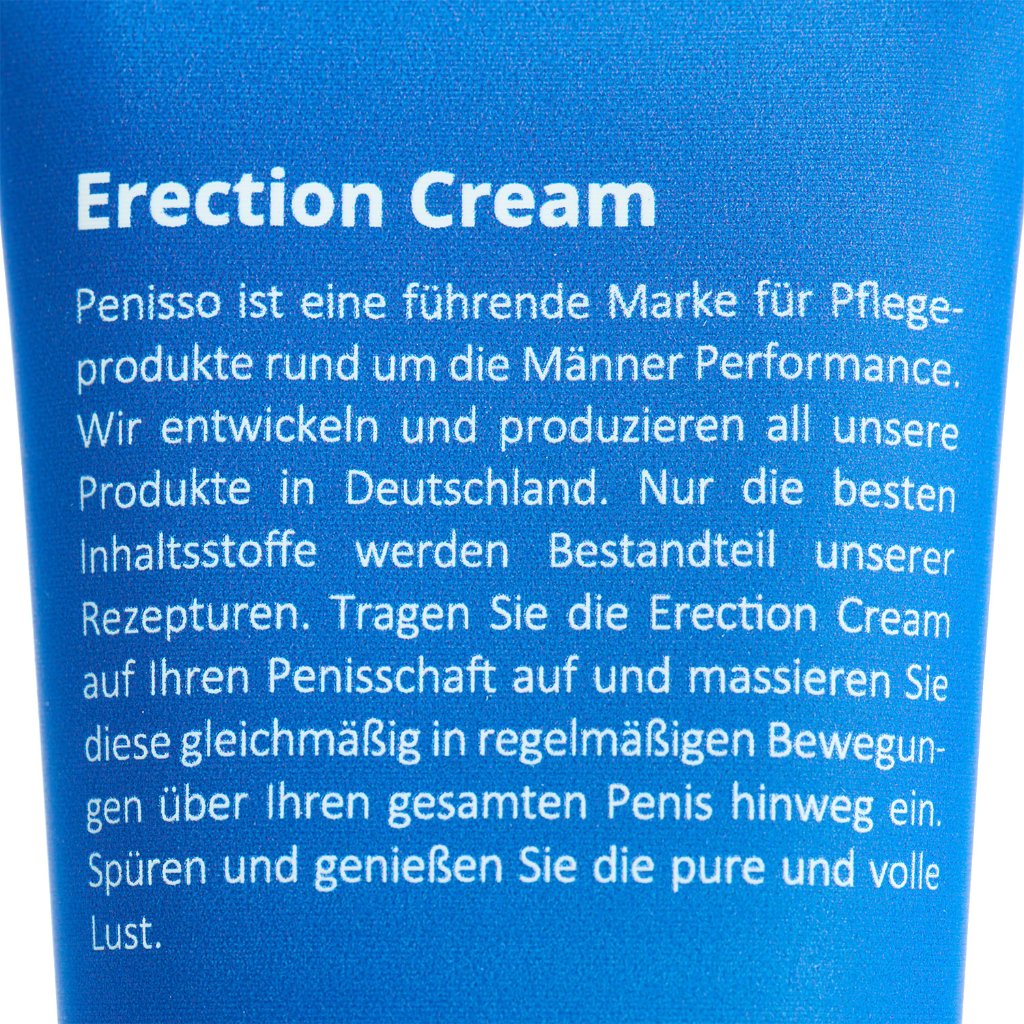 Erection Cream
Penisso ist eine führende Marke für Pflege-
produkte rund um die Männer Performance.
Wir entwickeln und produzieren all unsere
Produkte in Deutschland. Nur die besten
Inhaltsstoffe werden Bestandteil unserer
Rezepturen. Tragen Sie die Erection Cream
auf Ihren Penisschaft auf und massieren Sie
diese gleichmäßig in regelmäßigen Bewegun-
gen über Ihren gesamten Penis hinweg ein.
Spüren und genießen Sie die pure und volle
Lust.